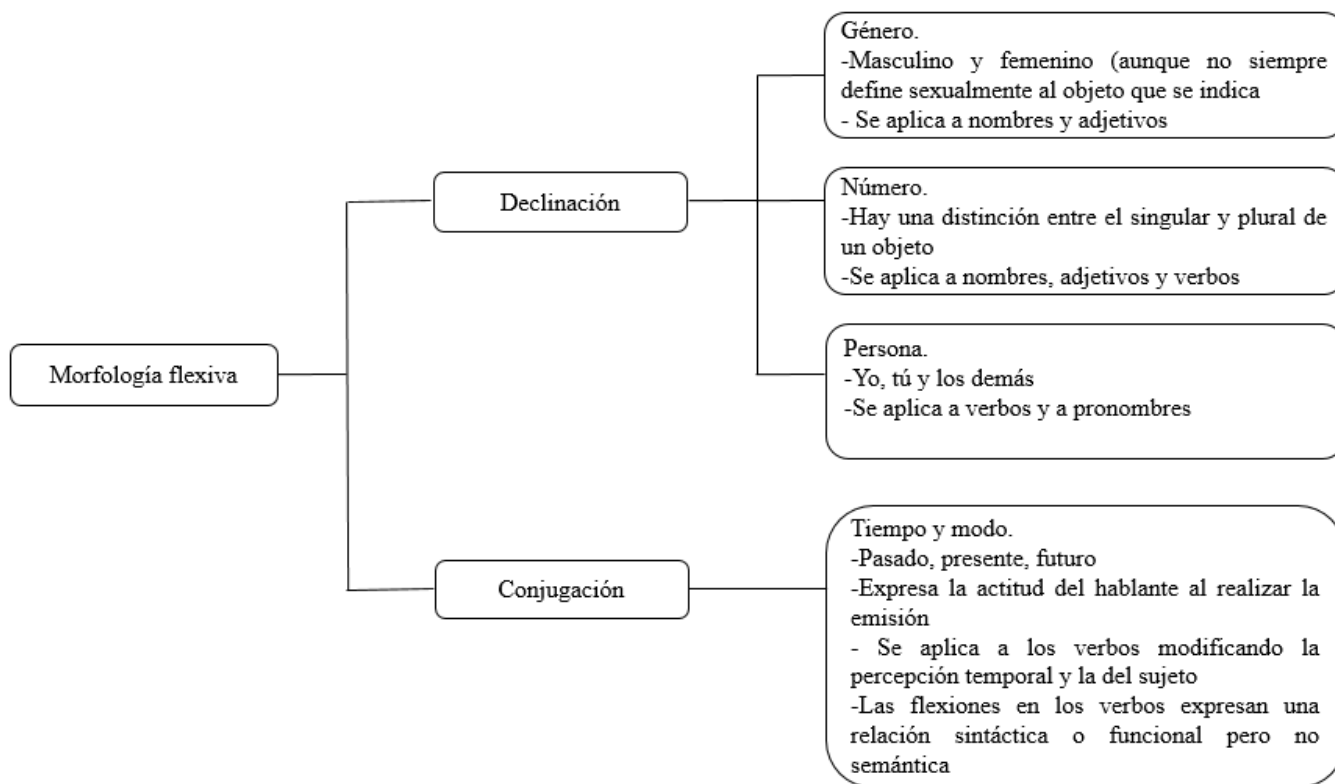 Morfología flexiva
Declinación
Género.
-Masculino y femenino (aunque no siempre
define sexualmente al objeto que se indica
- Se aplica a nombres y adjetivos
Número.
-Hay una distinción entre el singular y plural de
un objeto
-Se aplica a nombres, adjetivos y verbos
Persona.
-Yo, tú y los demás
-Se aplica a verbos y a pronombres
Conjugación
Tiempo y modo.
-Pasado, presente, futuro
-Expresa la actitud del hablante al realizar la
emisión
- Se aplica a los verbos modificando la
percepción temporal y la del sujeto
-Las flexiones en los verbos expresan una
relación sintáctica o funcional pero no
semántica